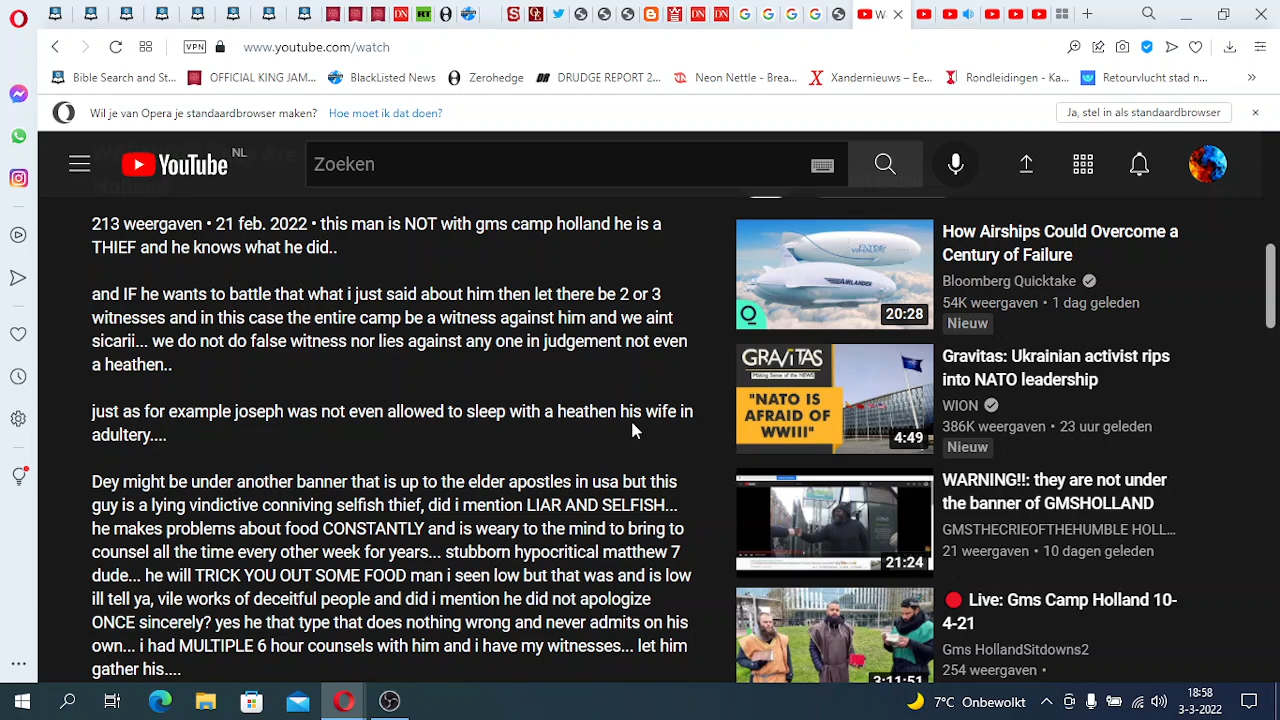 www.youtube.com/watch
VPN
Bible Search and St...
OFFICIAL KING JAM...
BlackListed News
Zerohedge
DRUDGE REPORT 2...
Neon Nettle - Brea...
Xandernieuws – Ee...
Rondleidingen - Ka...
Retourvlucht stad n...
Wil je van Opera je standaardbrowser maken? Hoe moet ik dat doen?
Ja, stel in als standaardbrowser
YouTube NL
Zoeken
213 weergaven • 21 feb. 2022 • this man is NOT with gms camp holland he is a
THIEF and he knows what he did..
and IF he wants to battle that what i just said about him then let there be 2 or 3
witnesses and in this case the entire camp be a witness against him and we aint
sicarii... we do not do false witness nor lies against any one in judgement not even
a heathen..
just as for example joseph was not even allowed to sleep with a heathen his wife in
adultery....
Dey might be under another banner that is up to the elder apostles in usa but this
guy is a lying vindictive conniving selfish thief, did i mention LIAR AND SELFISH...
he makes problems about food CONSTANTLY and is weary to the mind to bring to
counsel all the time every other week for years... stubborn hypocritical matthew 7
dude... he will TRICK YOU OUT SOME FOOD man i seen low but that was and is low
ill tell ya, vile works of deceitful people and did i mention he did not apologize
ONCE sincerely? yes he that type that does nothing wrong and never admits on his
own... i had MULTIPLE 6 hour counsels with him and i have my witnesses... let him
gather his....
AIRLANDER
20:28
How Airships Could Overcome a
Century of Failure
Bloomberg Quicktake
54K weergaven • 1 dag geleden
Nieuw
GRAVITAS
Making Sense of the NEWS
"NATO IS
AFRAID OF
WWIII"
4:49
Gravitas: Ukrainian activist rips
into NATO leadership
WION
386K weergaven • 23 uur geleden
Nieuw
21:24
WARNING!!: they are not under
the banner of GMSHOLLAND
GMSTHECRIEOFTHEHUMBLE HOLL...
21 weergaven • 10 dagen geleden
3:11:51
Live: Gms Camp Holland 10-
4-21
Gms HollandSitdowns2
254 weergaven •
7°C Onbewolkt
18:58
3-3-2022